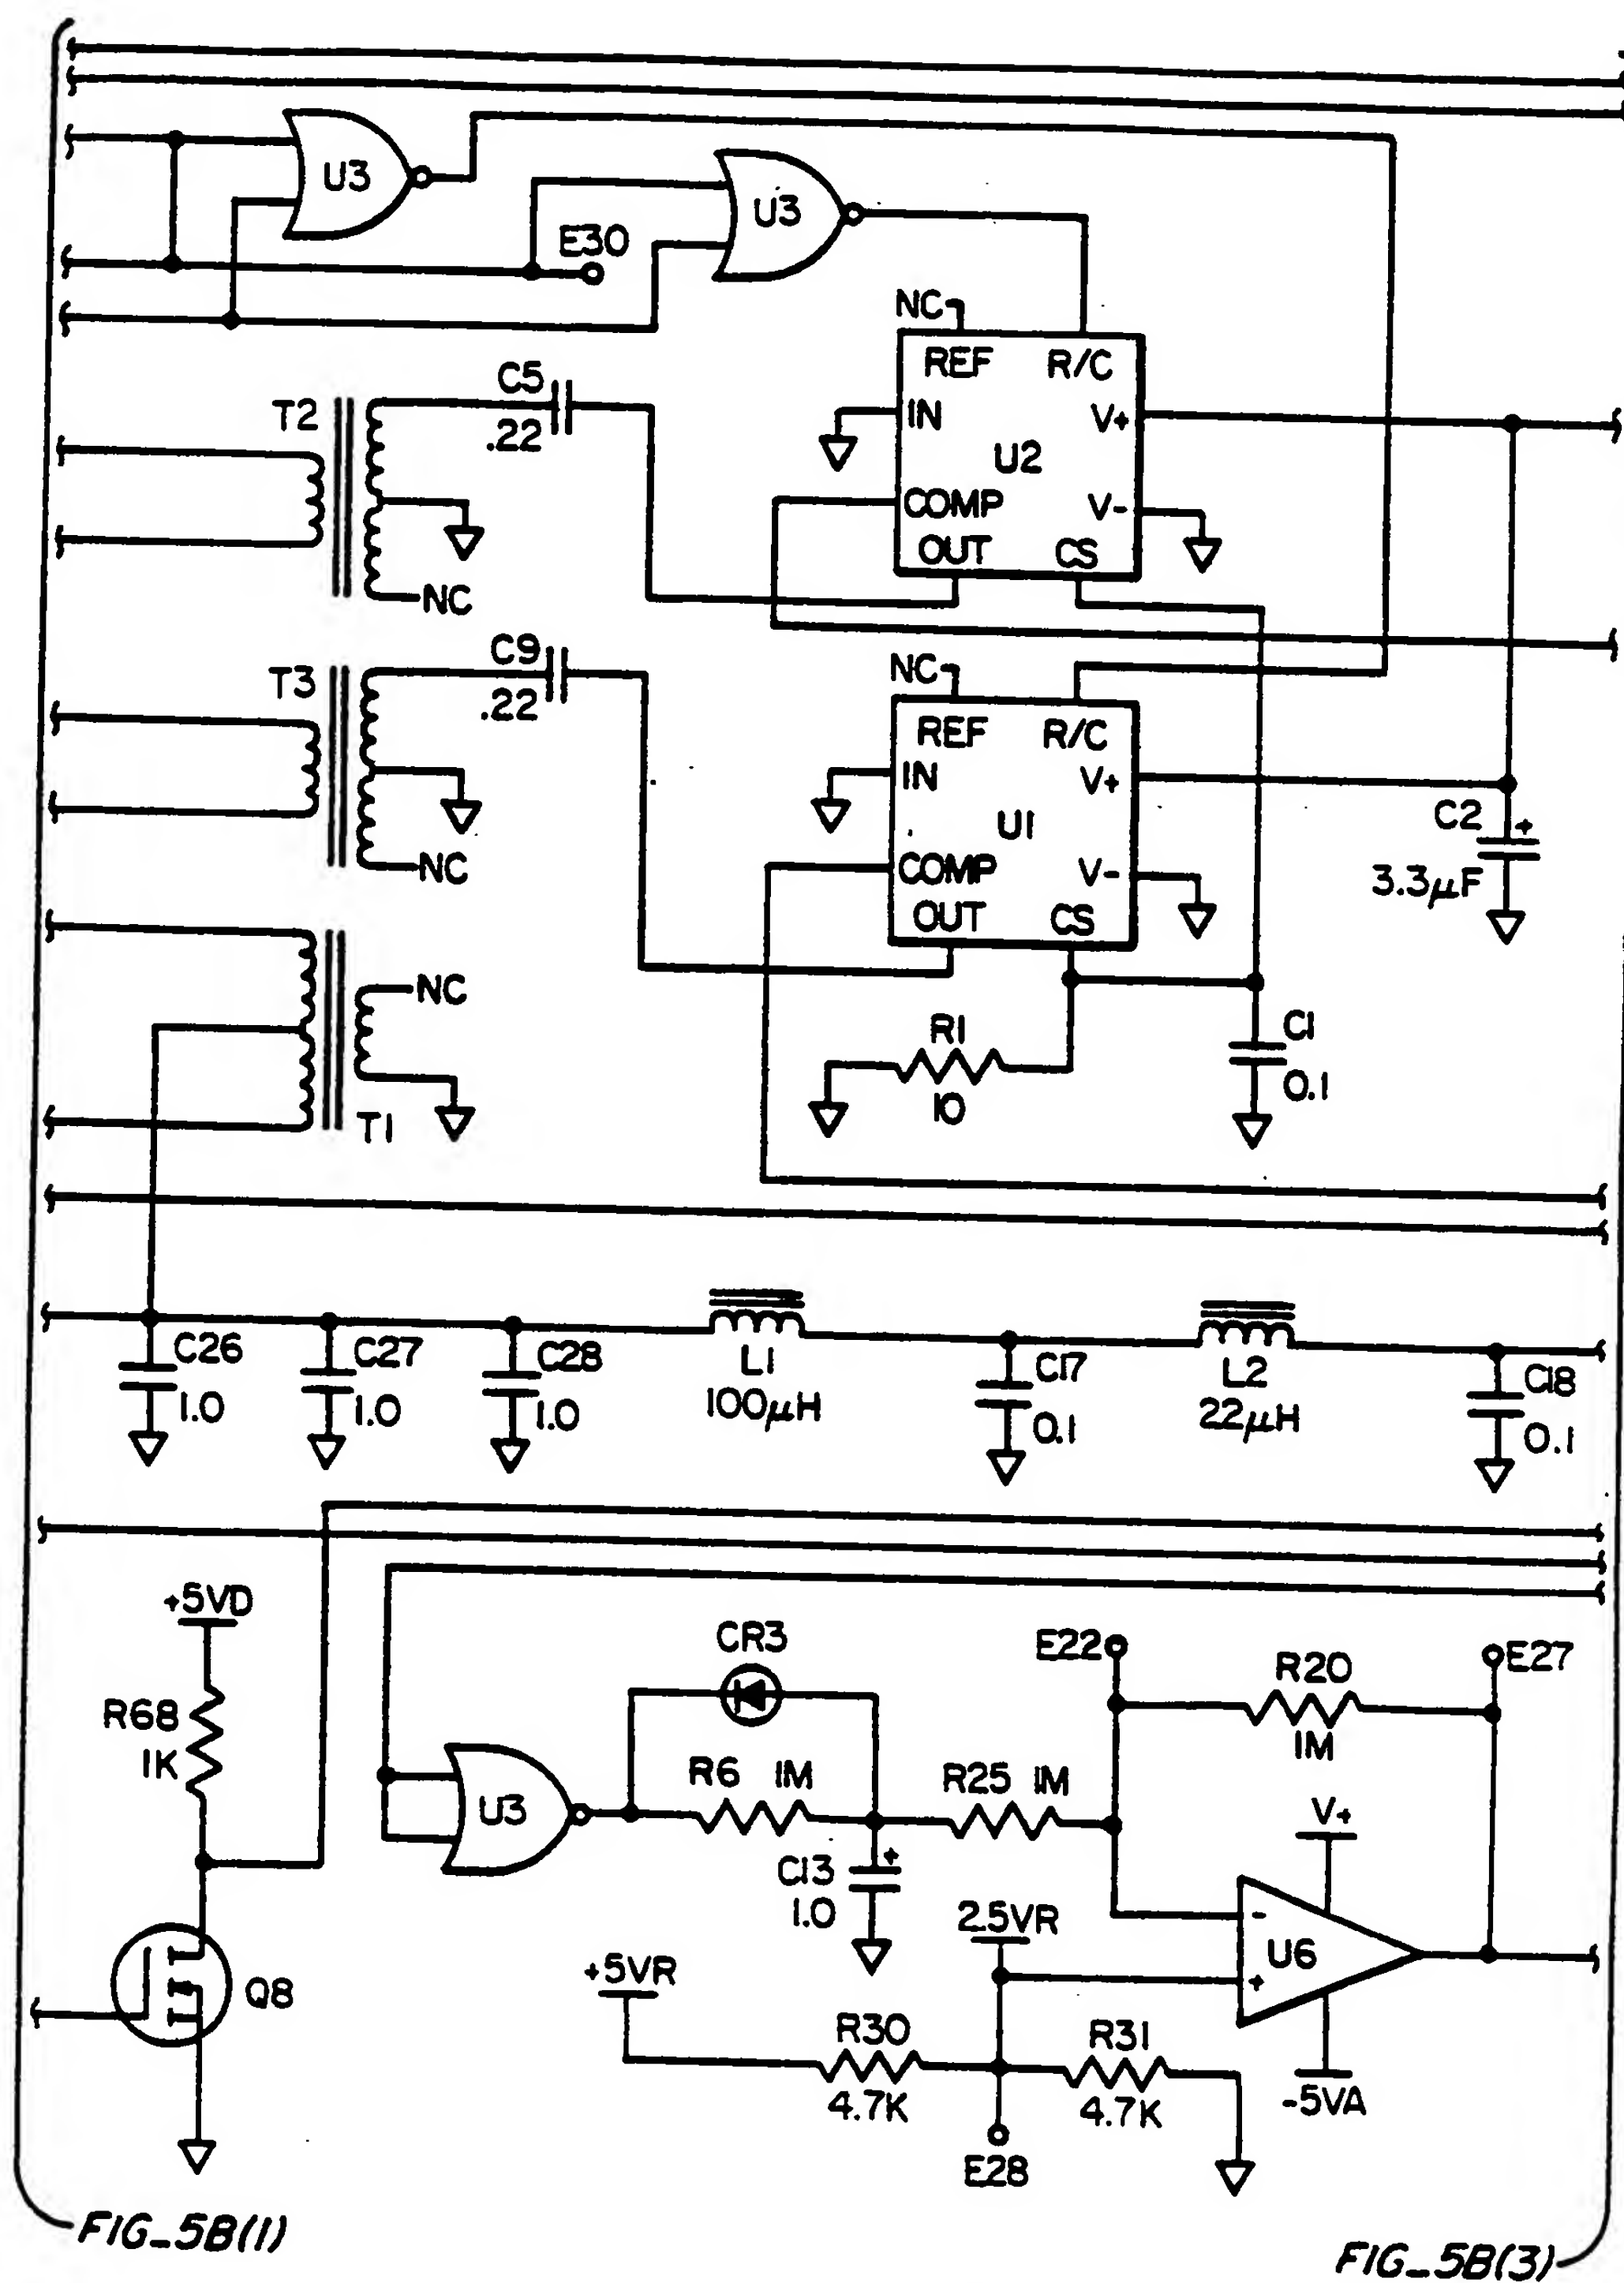 U3
U3
E30
NC
REF R/C
IN V+
U2
COMP V-
OUT CS
T2
C5
.22
NC
T3
C9
.22
NC
NC
REF R/C
IN V+
U1
COMP V-
OUT CS
C2 +
3.3μF
NC
T1
R1
10
C1
0.1
C26
1.0
C27
1.0
C28
1.0
L1
100μH
C17
0.1
L2
22μH
C18
0.1
+5VD
R68
1K
Q8
U3
CR3
R6 1M
C13 +
1.0
R25 1M
E22
R20
1M
E27
V+
-
U6
+
-5VA
2.5VR
+5VR
R30
4.7K
R31
4.7K
E28
FIG_5B(1)
FIG_5B(3)